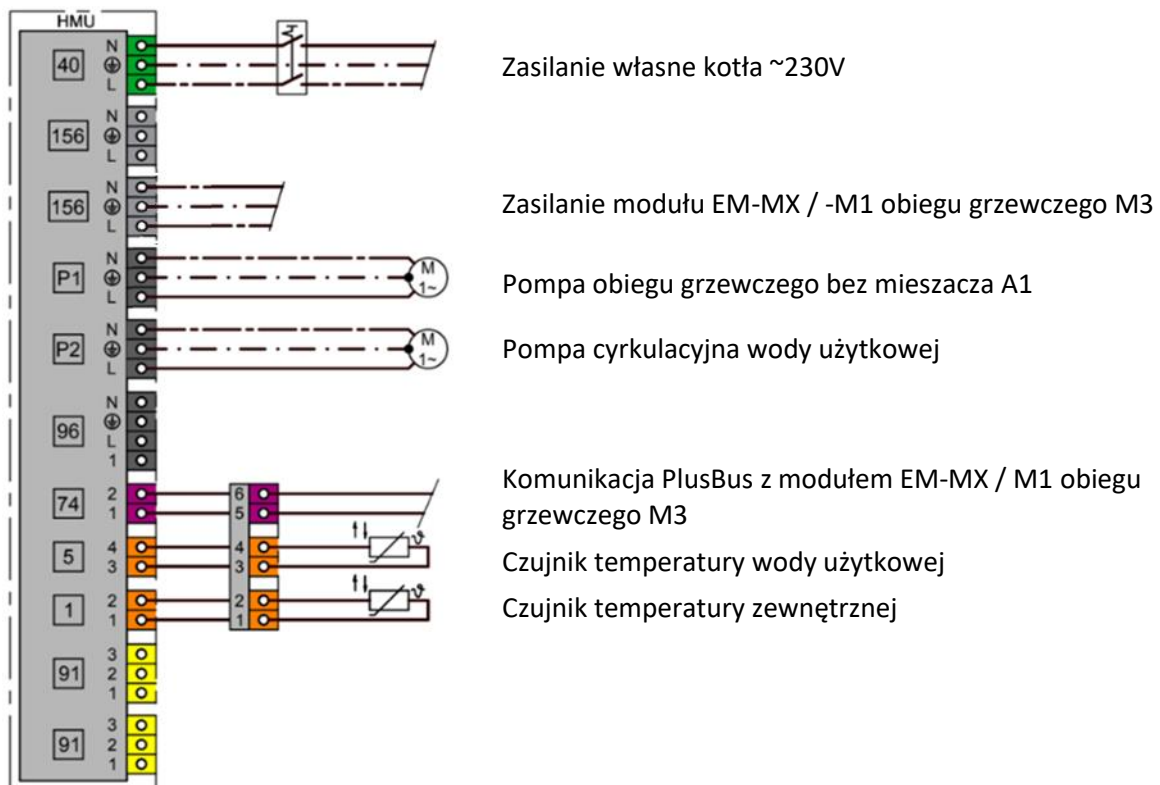 HMU
40
N
L
Zasilanie własne kotła ~230V
156
N
L
156
N
L
Zasilanie modułu EM-MX / -M1 obiegu grzewczego M3
P1
N
L
M
1~
Pompa obiegu grzewczego bez mieszacza A1
P2
N
L
M
1~
Pompa cyrkulacyjna wody użytkowej
96
N
L
1
74
2
1
6
5
Komunikacja PlusBus z modułem EM-MX / M1 obiegu
grzewczego M3
5
4
3
4
3
ϑ
Czujnik temperatury wody użytkowej
1
2
1
2
1
ϑ
Czujnik temperatury zewnętrznej
91
3
2
1
91
3
2
1